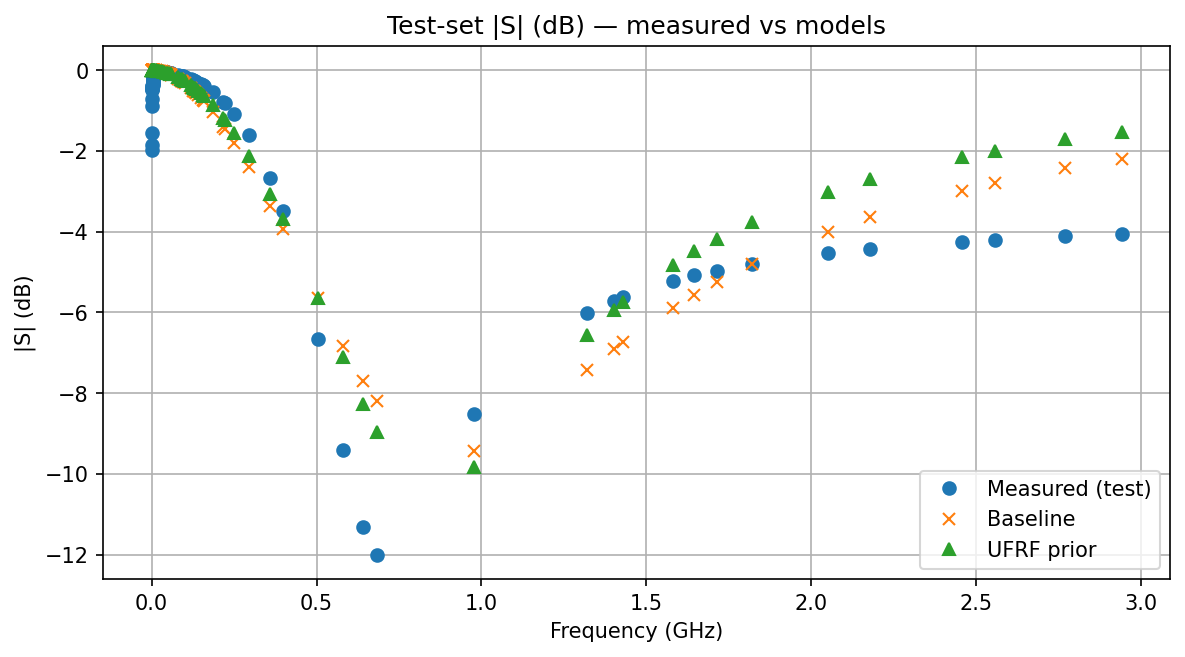 Test-set |S| (dB) — measured vs models
|S| (dB)
0
−2
−4
−6
−8
−10
−12
0.0
0.5
1.0
1.5
2.0
2.5
3.0
Frequency (GHz)
Measured (test)
Baseline
UFRF prior